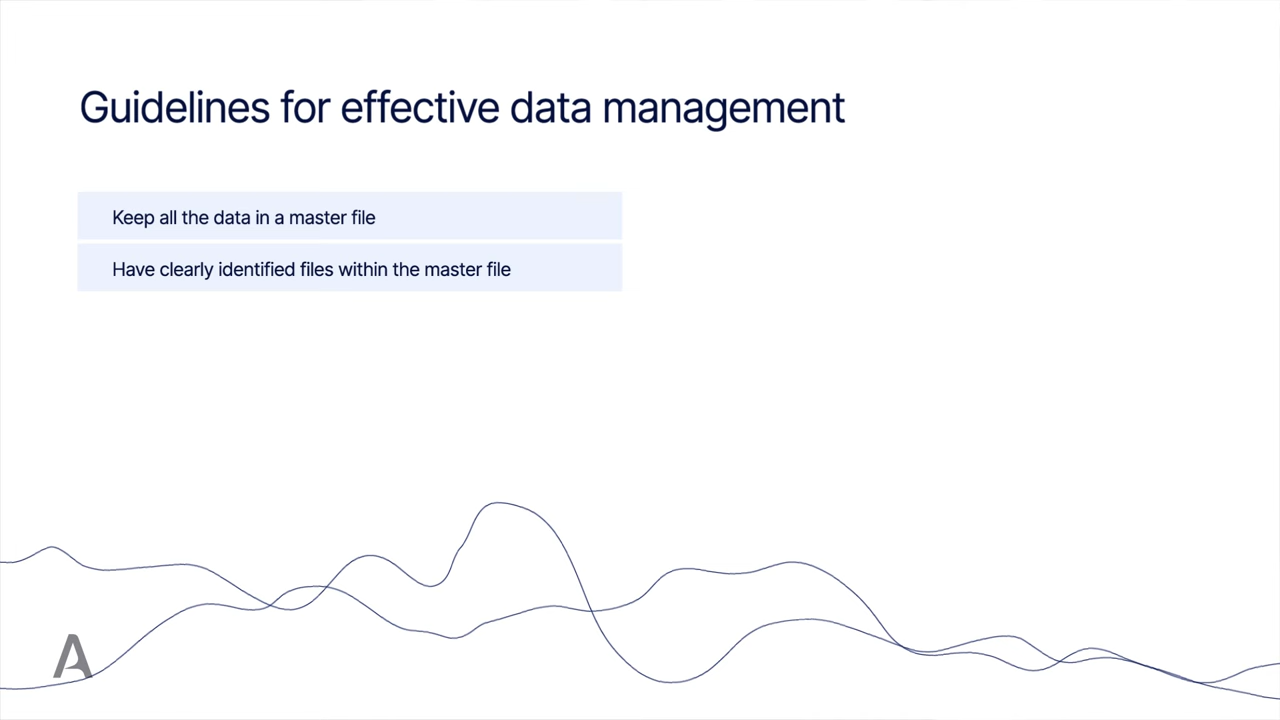 Guidelines for effective data management
Keep all the data in a master file
Have clearly identified files within the master file